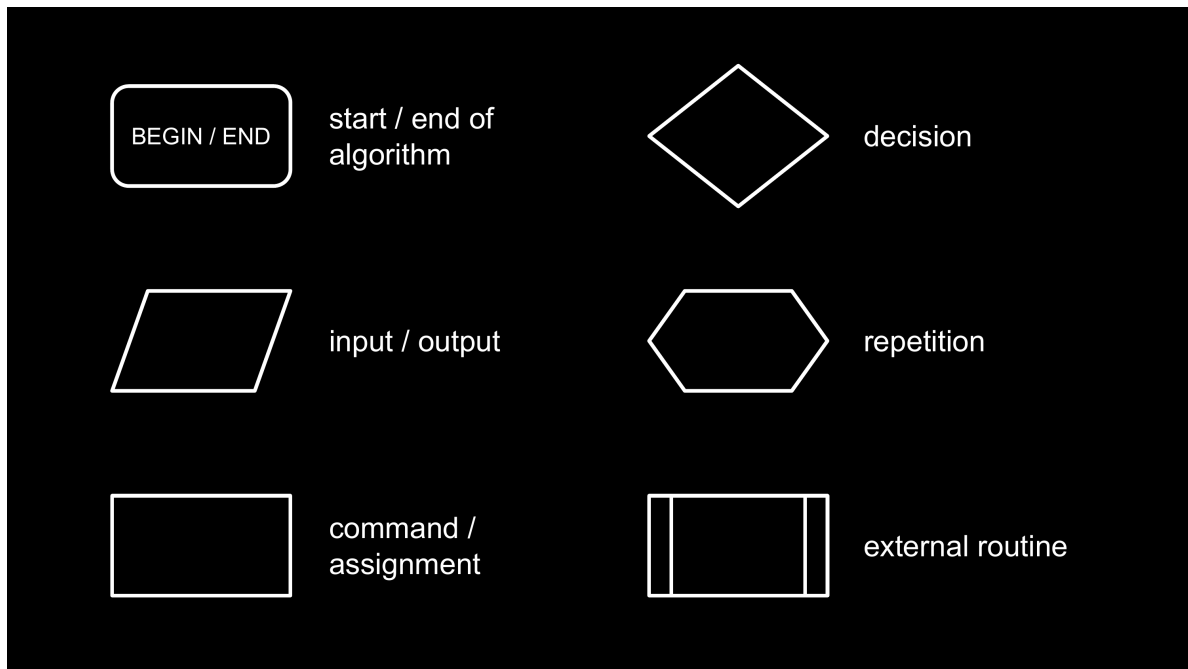 BEGIN / END
start / end of
algorithm
decision
input / output
repetition
command /
assignment
external routine